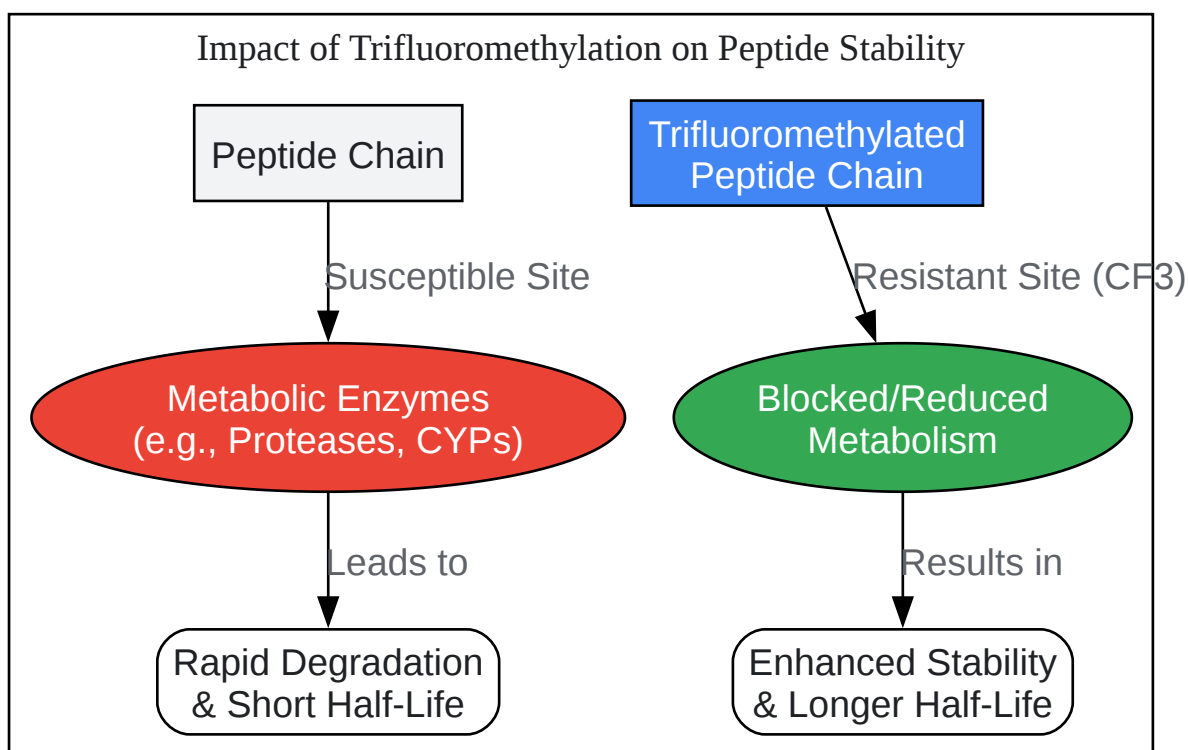 Impact of Trifluoromethylation on Peptide Stability
Peptide Chain
Trifluoromethylated
Peptide Chain
Susceptible Site
Resistant Site (CF3)
Metabolic Enzymes
(e.g., Proteases, CYPs)
Blocked/Reduced
Metabolism
Leads to
Results in
Rapid Degradation
& Short Half-Life
Enhanced Stability
& Longer Half-Life